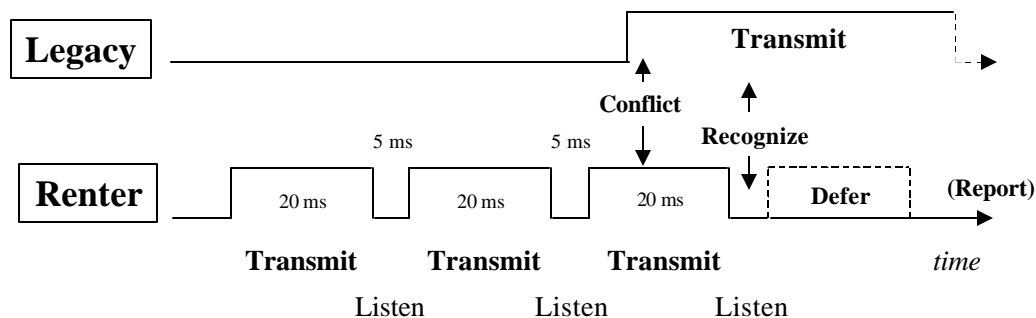 Legacy
Transmit
Conflict
Recognize
5 ms
5 ms
Renter
20 ms
20 ms
20 ms
Defer
(Report)
Transmit
Transmit
Transmit
time
Listen
Listen
Listen